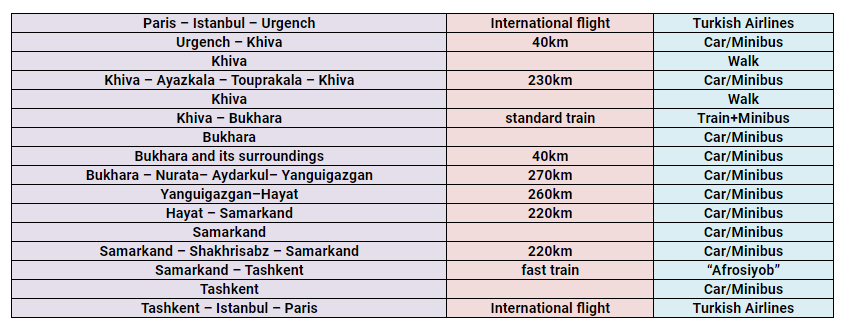 Paris – Istanbul – Urgench International flight Turkish Airlines
Urgench – Khiva 40km Car/Minibus
Khiva Walk
Khiva – Ayazkala – Touprakala – Khiva 230km Car/Minibus
Khiva Walk
Khiva – Bukhara standard train Train+Minibus
Bukhara Car/Minibus
Bukhara and its surroundings 40km Car/Minibus
Bukhara – Nurata– Aydarkul– Yanguigazgan 270km Car/Minibus
Yanguigazgan–Hayat 260km Car/Minibus
Hayat – Samarkand 220km Car/Minibus
Samarkand Car/Minibus
Samarkand – Shakhrisabz – Samarkand 220km Car/Minibus
Samarkand – Tashkent fast train “Afrosiyob”
Tashkent Car/Minibus
Tashkent – Istanbul – Paris International flight Turkish Airlines